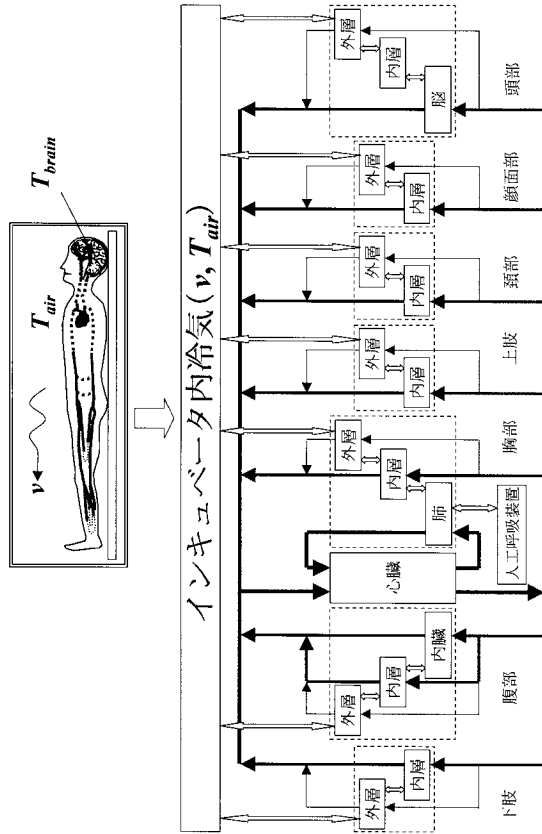 v
T_air
T_brain
インキュベータ内冷気(v, T_air)
外層
内層
下肢
外層
内層
内臓
腹部
心臓
外層
内層
肺
人工呼吸装置
胸部
外層
内層
上肢
外層
内層
頚部
外層
内層
顔面部
外層
内層
脳
頭部